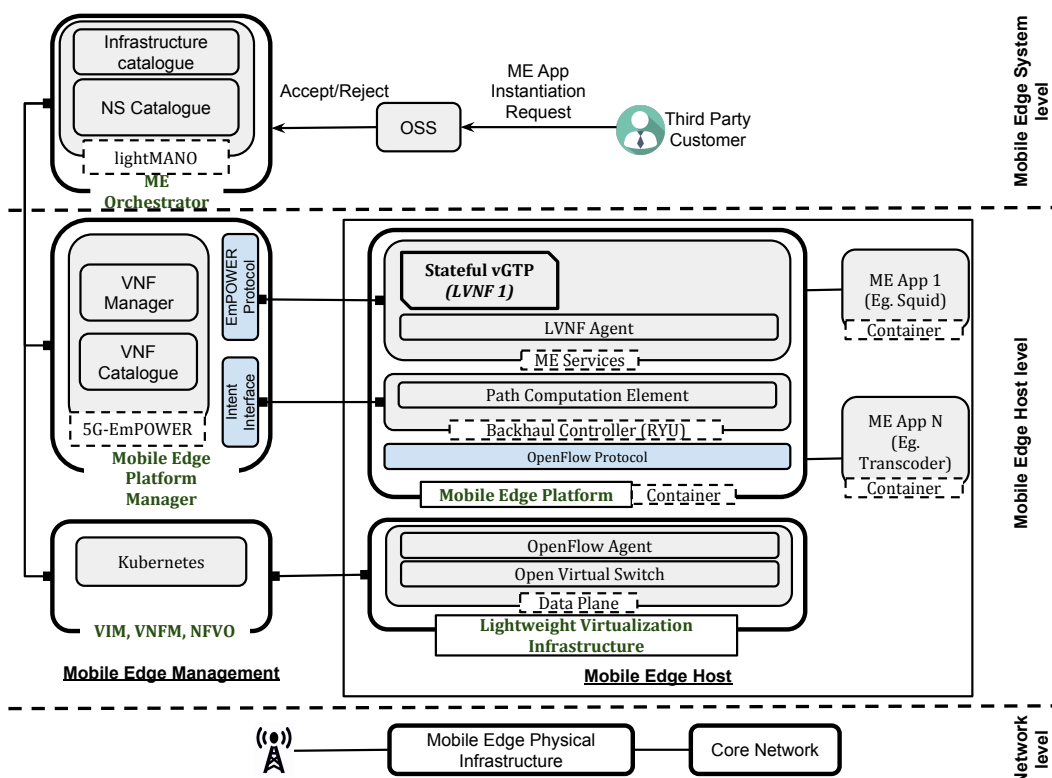 Infrastructure
catalogue
NS Catalogue
lightMANO
ME
Orchestrator
Accept/Reject
OSS
ME App
Instantiation
Request
Third Party
Customer
Mobile Edge System
level
VNF
Manager
VNF
Catalogue
5G-EmPOWER
EmPOWER
Protocol
Intent
Interface
Mobile Edge
Platform
Manager
Stateful vGTP
(LVNF 1)
LVNF Agent
ME Services
Path Computation Element
Backhaul Controller (RYU)
OpenFlow Protocol
Mobile Edge Platform
Container
ME App 1
(Eg. Squid)
Container
ME App N
(Eg.
Transcoder)
Container
Mobile Edge Host level
Kubernetes
VIM, VNFM, NFVO
Mobile Edge Management
OpenFlow Agent
Open Virtual Switch
Data Plane
Lightweight Virtualization
Infrastructure
Mobile Edge Host
Mobile Edge Physical
Infrastructure
Core Network
Network
level